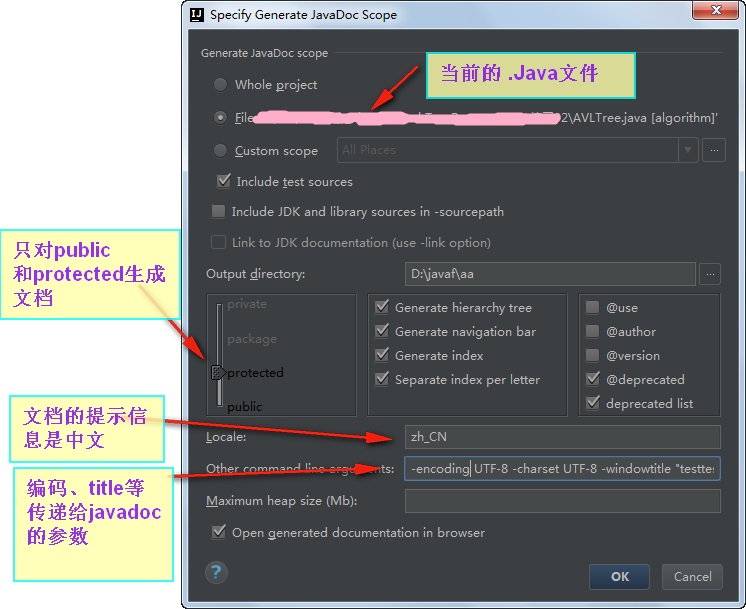 Specify Generate JavaDoc Scope
Generate JavaDoc scope
当前的 .Java文件
Whole project
File
2\AVLTree.java [algorithm]'
Custom scope
All Places
...
Include test sources
Include JDK and library sources in -sourcepath
Link to JDK documentation (use -link option)
只对public
和protected生成
文档
Output directory:
D:\javaf\aa
...
private
package
protected
public
Generate hierarchy tree
Generate navigation bar
Generate index
Separate index per letter
@use
@author
@version
@deprecated
deprecated list
文档的提示信
息是中文
Locale:
zh_CN
编码、title等
传递给javadoc
的参数
Other command line arguments:
-encoding UTF-8 -charset UTF-8 -windowtitle "testtes
Maximum heap size (Mb):
Open generated documentation in browser
?
OK
Cancel